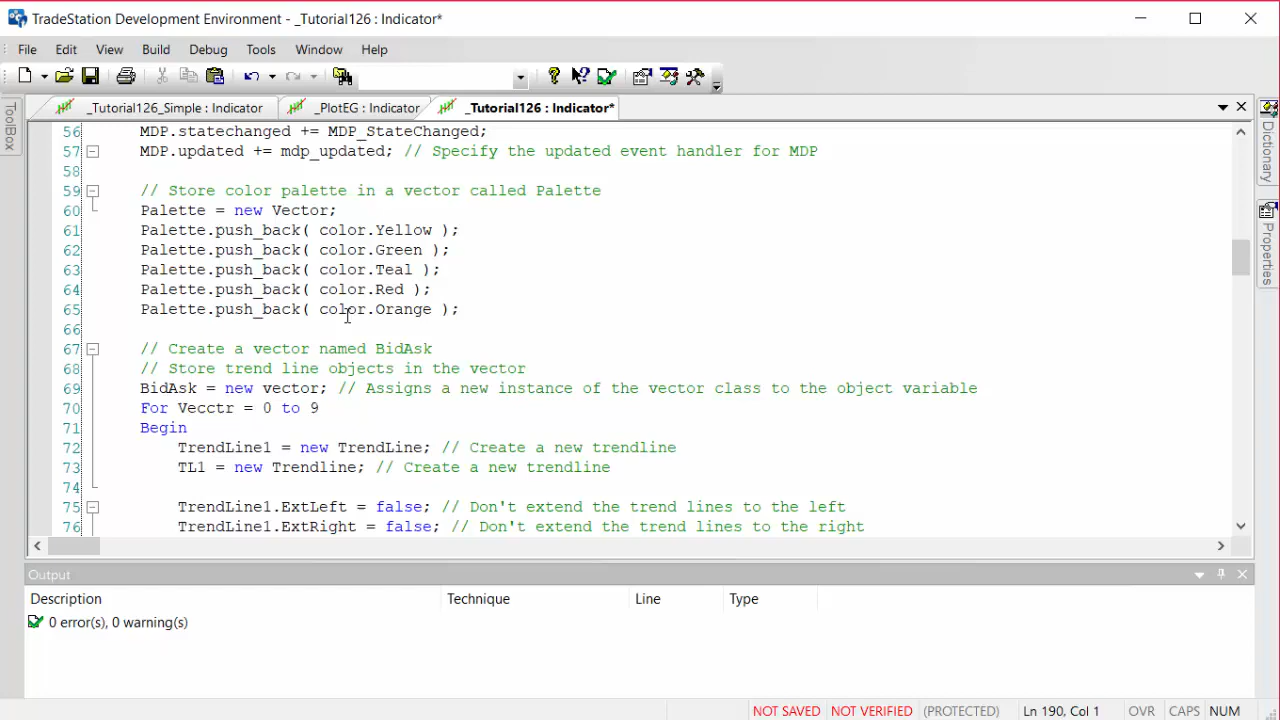 TradeStation Development Environment - _Tutorial126 : Indicator*
File Edit View Build Debug Tools Window Help
_Tutorial126_Simple : Indicator _PlotEG : Indicator _Tutorial126 : Indicator*
ToolBox
Dictionary
Properties
56 MDP.statechanged += MDP_StateChanged;
57 MDP.updated += mdp_updated; // Specify the updated event handler for MDP
58
59 // Store color palette in a vector called Palette
60 Palette = new Vector;
61 Palette.push_back( color.Yellow );
62 Palette.push_back( color.Green );
63 Palette.push_back( color.Teal );
64 Palette.push_back( color.Red );
65 Palette.push_back( color.Orange );
66
67 // Create a vector named BidAsk
68 // Store trend line objects in the vector
69 BidAsk = new vector; // Assigns a new instance of the vector class to the object variable
70 For Vecctr = 0 to 9
71 Begin
72 TrendLine1 = new TrendLine; // Create a new trendline
73 TL1 = new Trendline; // Create a new trendline
74
75 TrendLine1.ExtLeft = false; // Don't extend the trend lines to the left
76 TrendLine1.ExtRight = false; // Don't extend the trend lines to the right
Output
Description Technique Line Type
0 error(s), 0 warning(s)
NOT SAVED NOT VERIFIED (PROTECTED) Ln 190, Col 1 OVR CAPS NUM